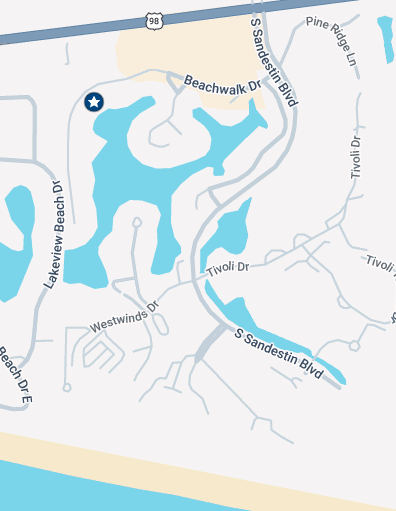 98
S Sandestin Blvd
Pine Ridge Ln
Beachwalk Dr
Tivoli Dr
Lakeview Beach Dr
Tivoli Dr
Tivoli
Westwinds Dr
S Sandestin Blvd
Beach Dr E